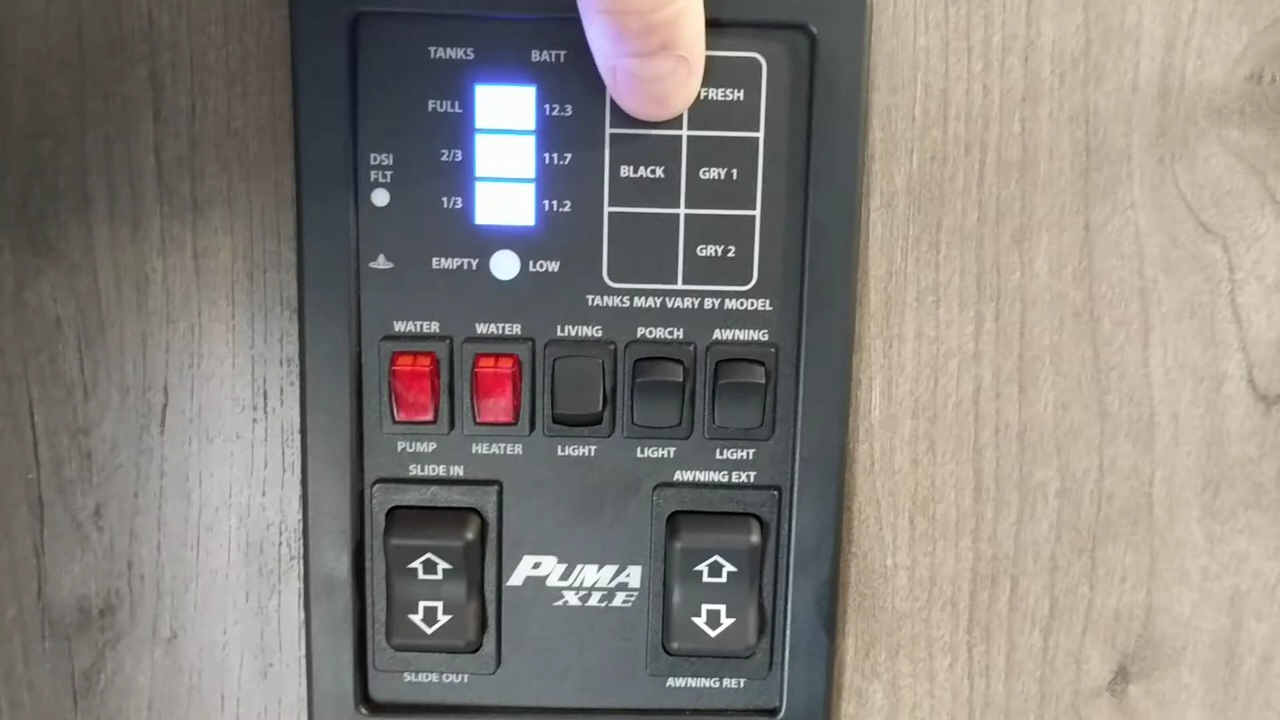 TANKS BATT
FULL 12.3
FRESH
2/3 11.7
DSI
FLT
BLACK GRY 1
1/3 11.2
EMPTY LOW
GRY 2
TANKS MAY VARY BY MODEL
WATER WATER LIVING PORCH AWNING
PUMP HEATER LIGHT LIGHT LIGHT
SLIDE IN AWNING EXT
PUMA
XLE
SLIDE OUT AWNING RET